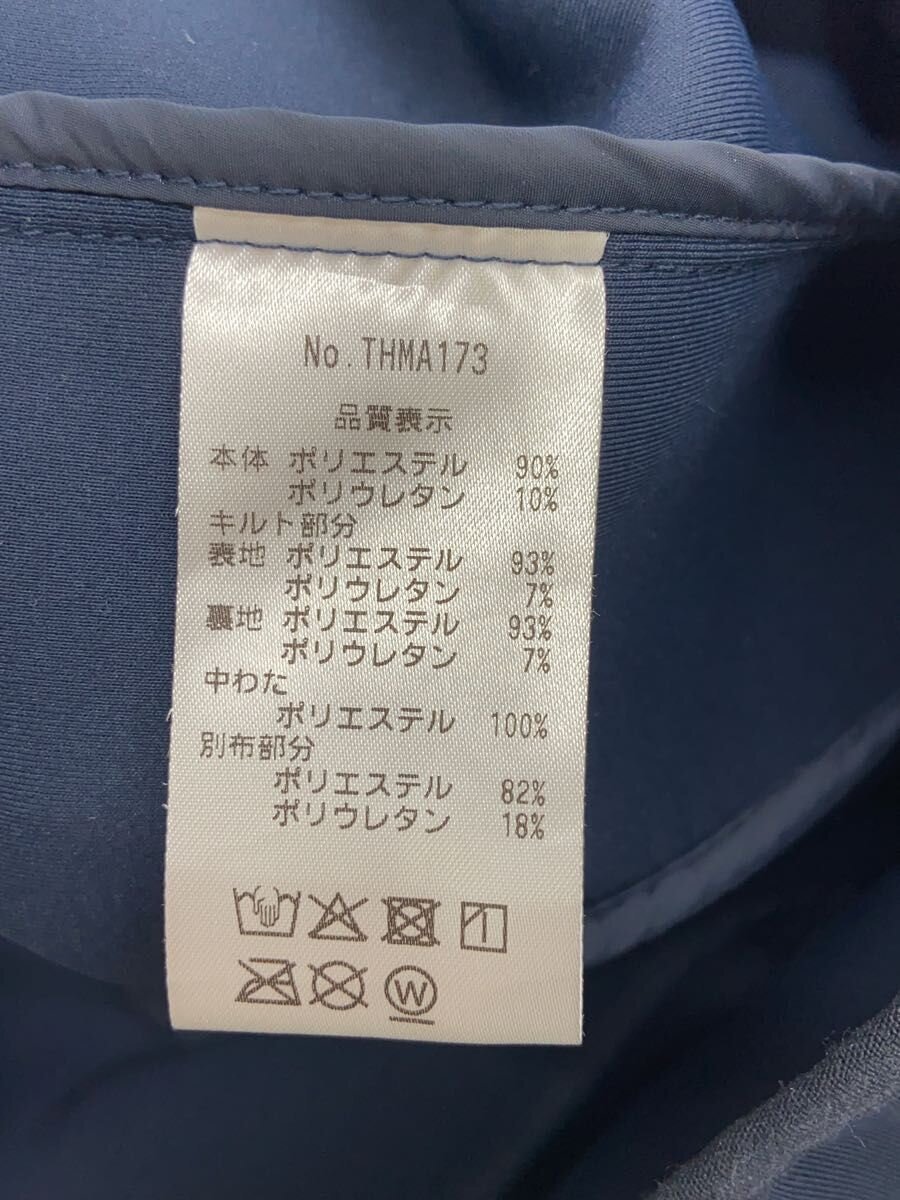 No.THMA173
品質表示
本体 ポリエステル 90%
ポリウレタン 10%
キルト部分
表地 ポリエステル 93%
ポリウレタン 7%
裏地 ポリエステル 93%
ポリウレタン 7%
中わた
ポリエステル 100%
別布部分
ポリエステル 82%
ポリウレタン 18%
W